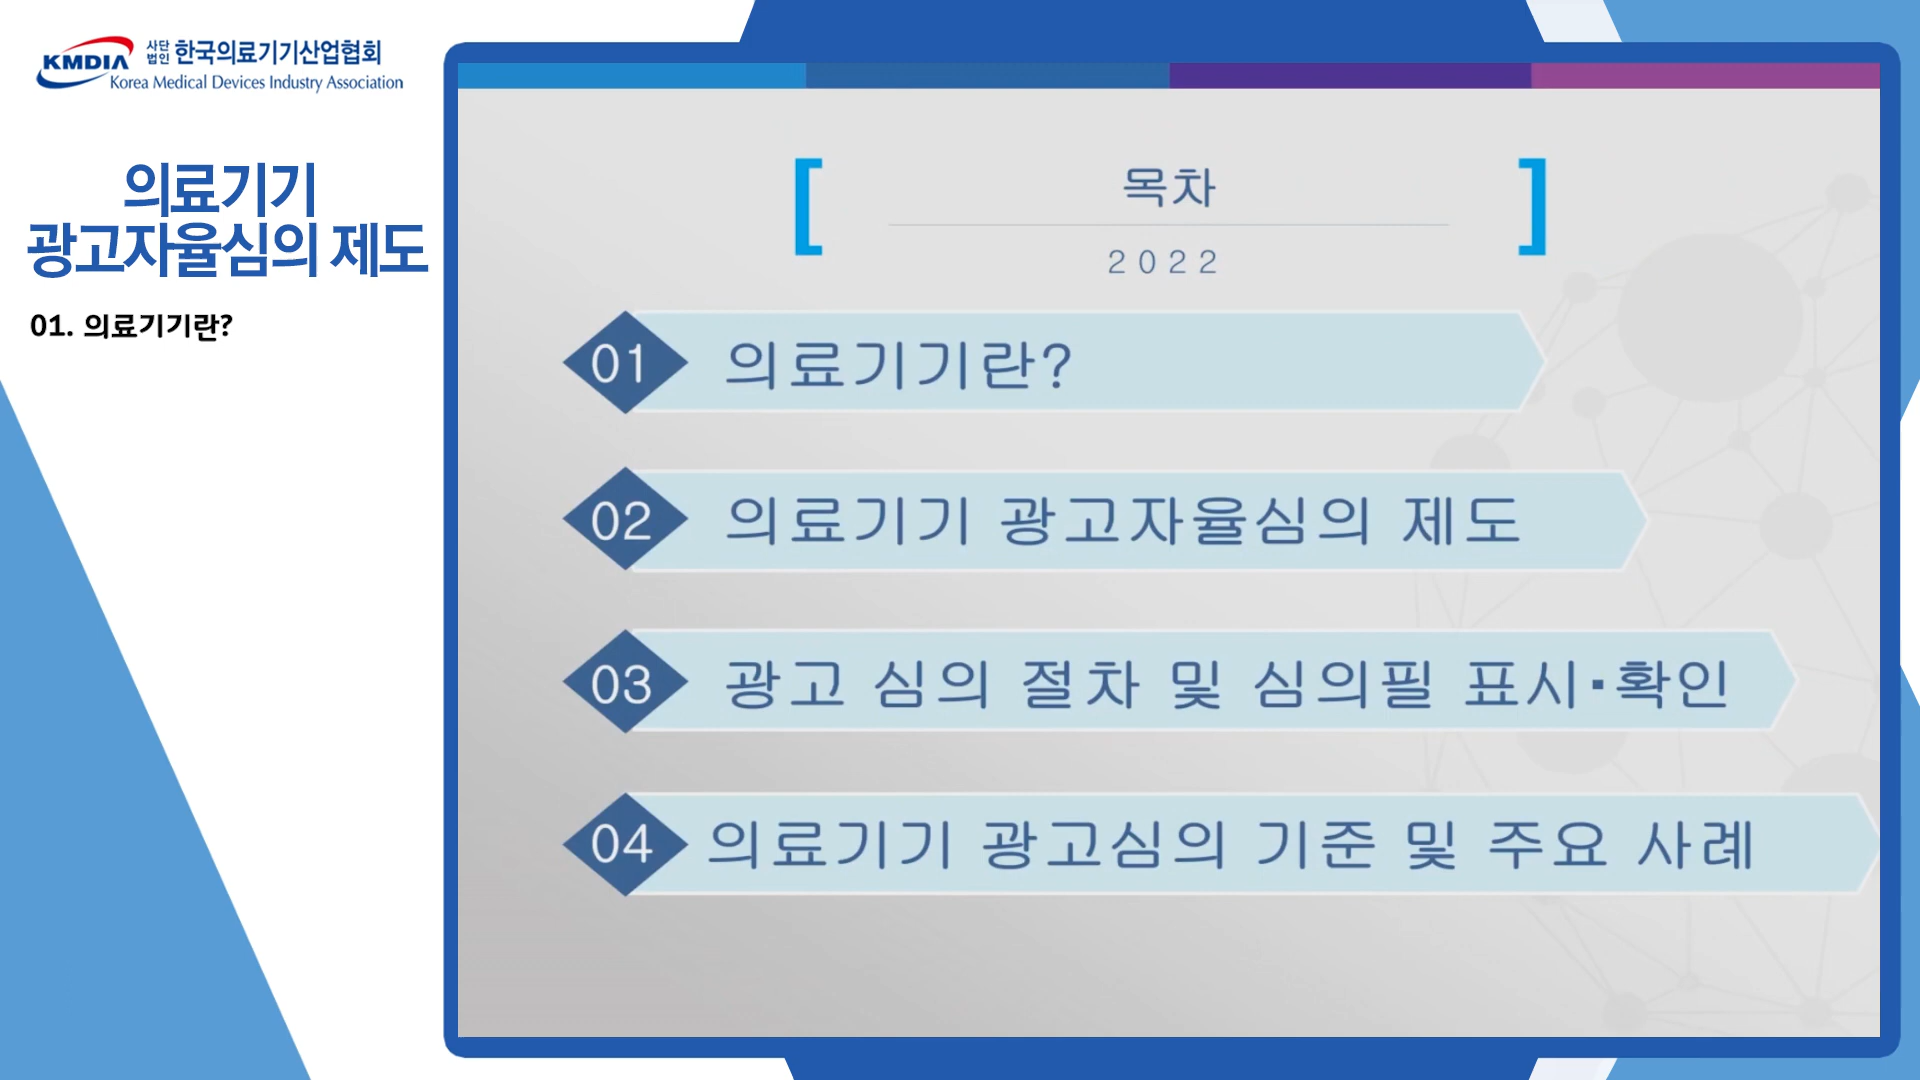 KMDIA 사단법인 한국의료기기산업협회
Korea Medical Devices Industry Association
의료기기
광고자율심의 제도
01. 의료기기란?
[ 목차 ]
2022
01 의료기기란?
02 의료기기 광고자율심의 제도
03 광고 심의 절차 및 심의필 표시·확인
04 의료기기 광고심의 기준 및 주요 사례